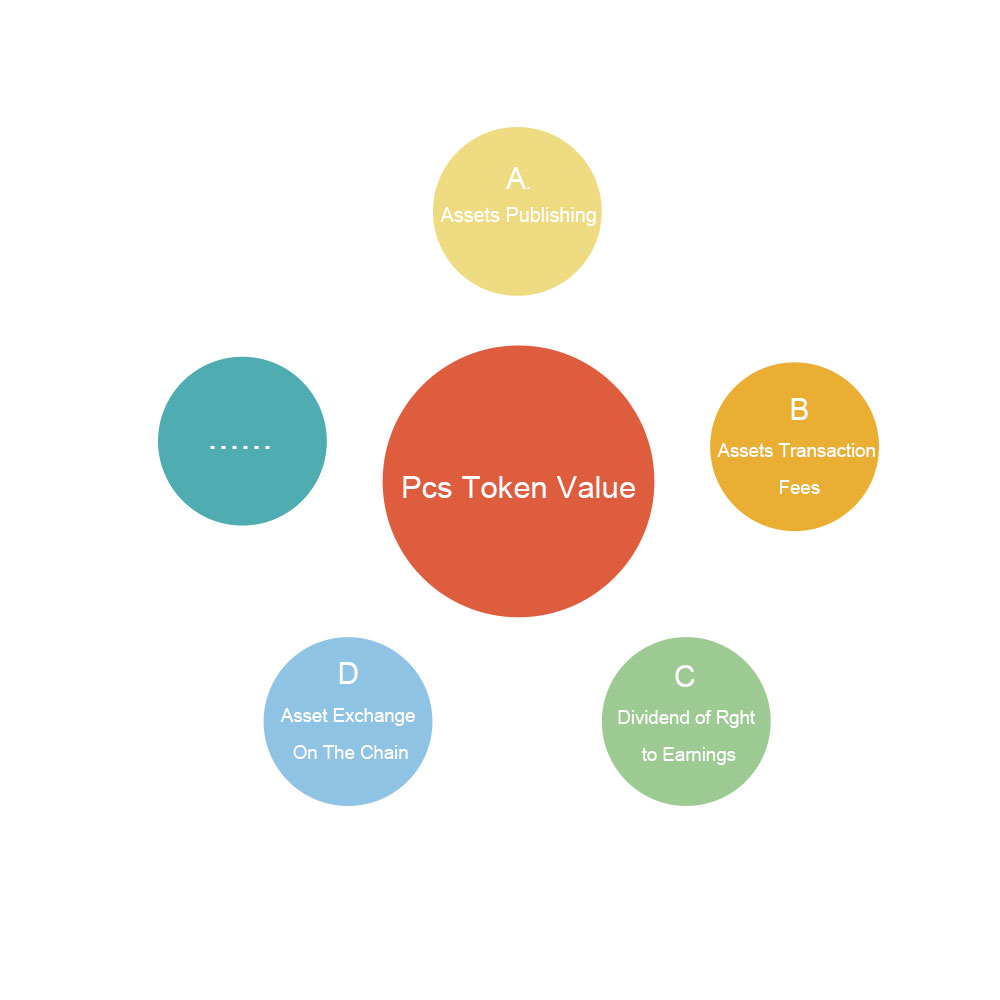 A.
Assets Publishing
......
Pcs Token Value
B
Assets Transaction
Fees
D
Asset Exchange
On The Chain
C
Dividend of Rght
to Earnings